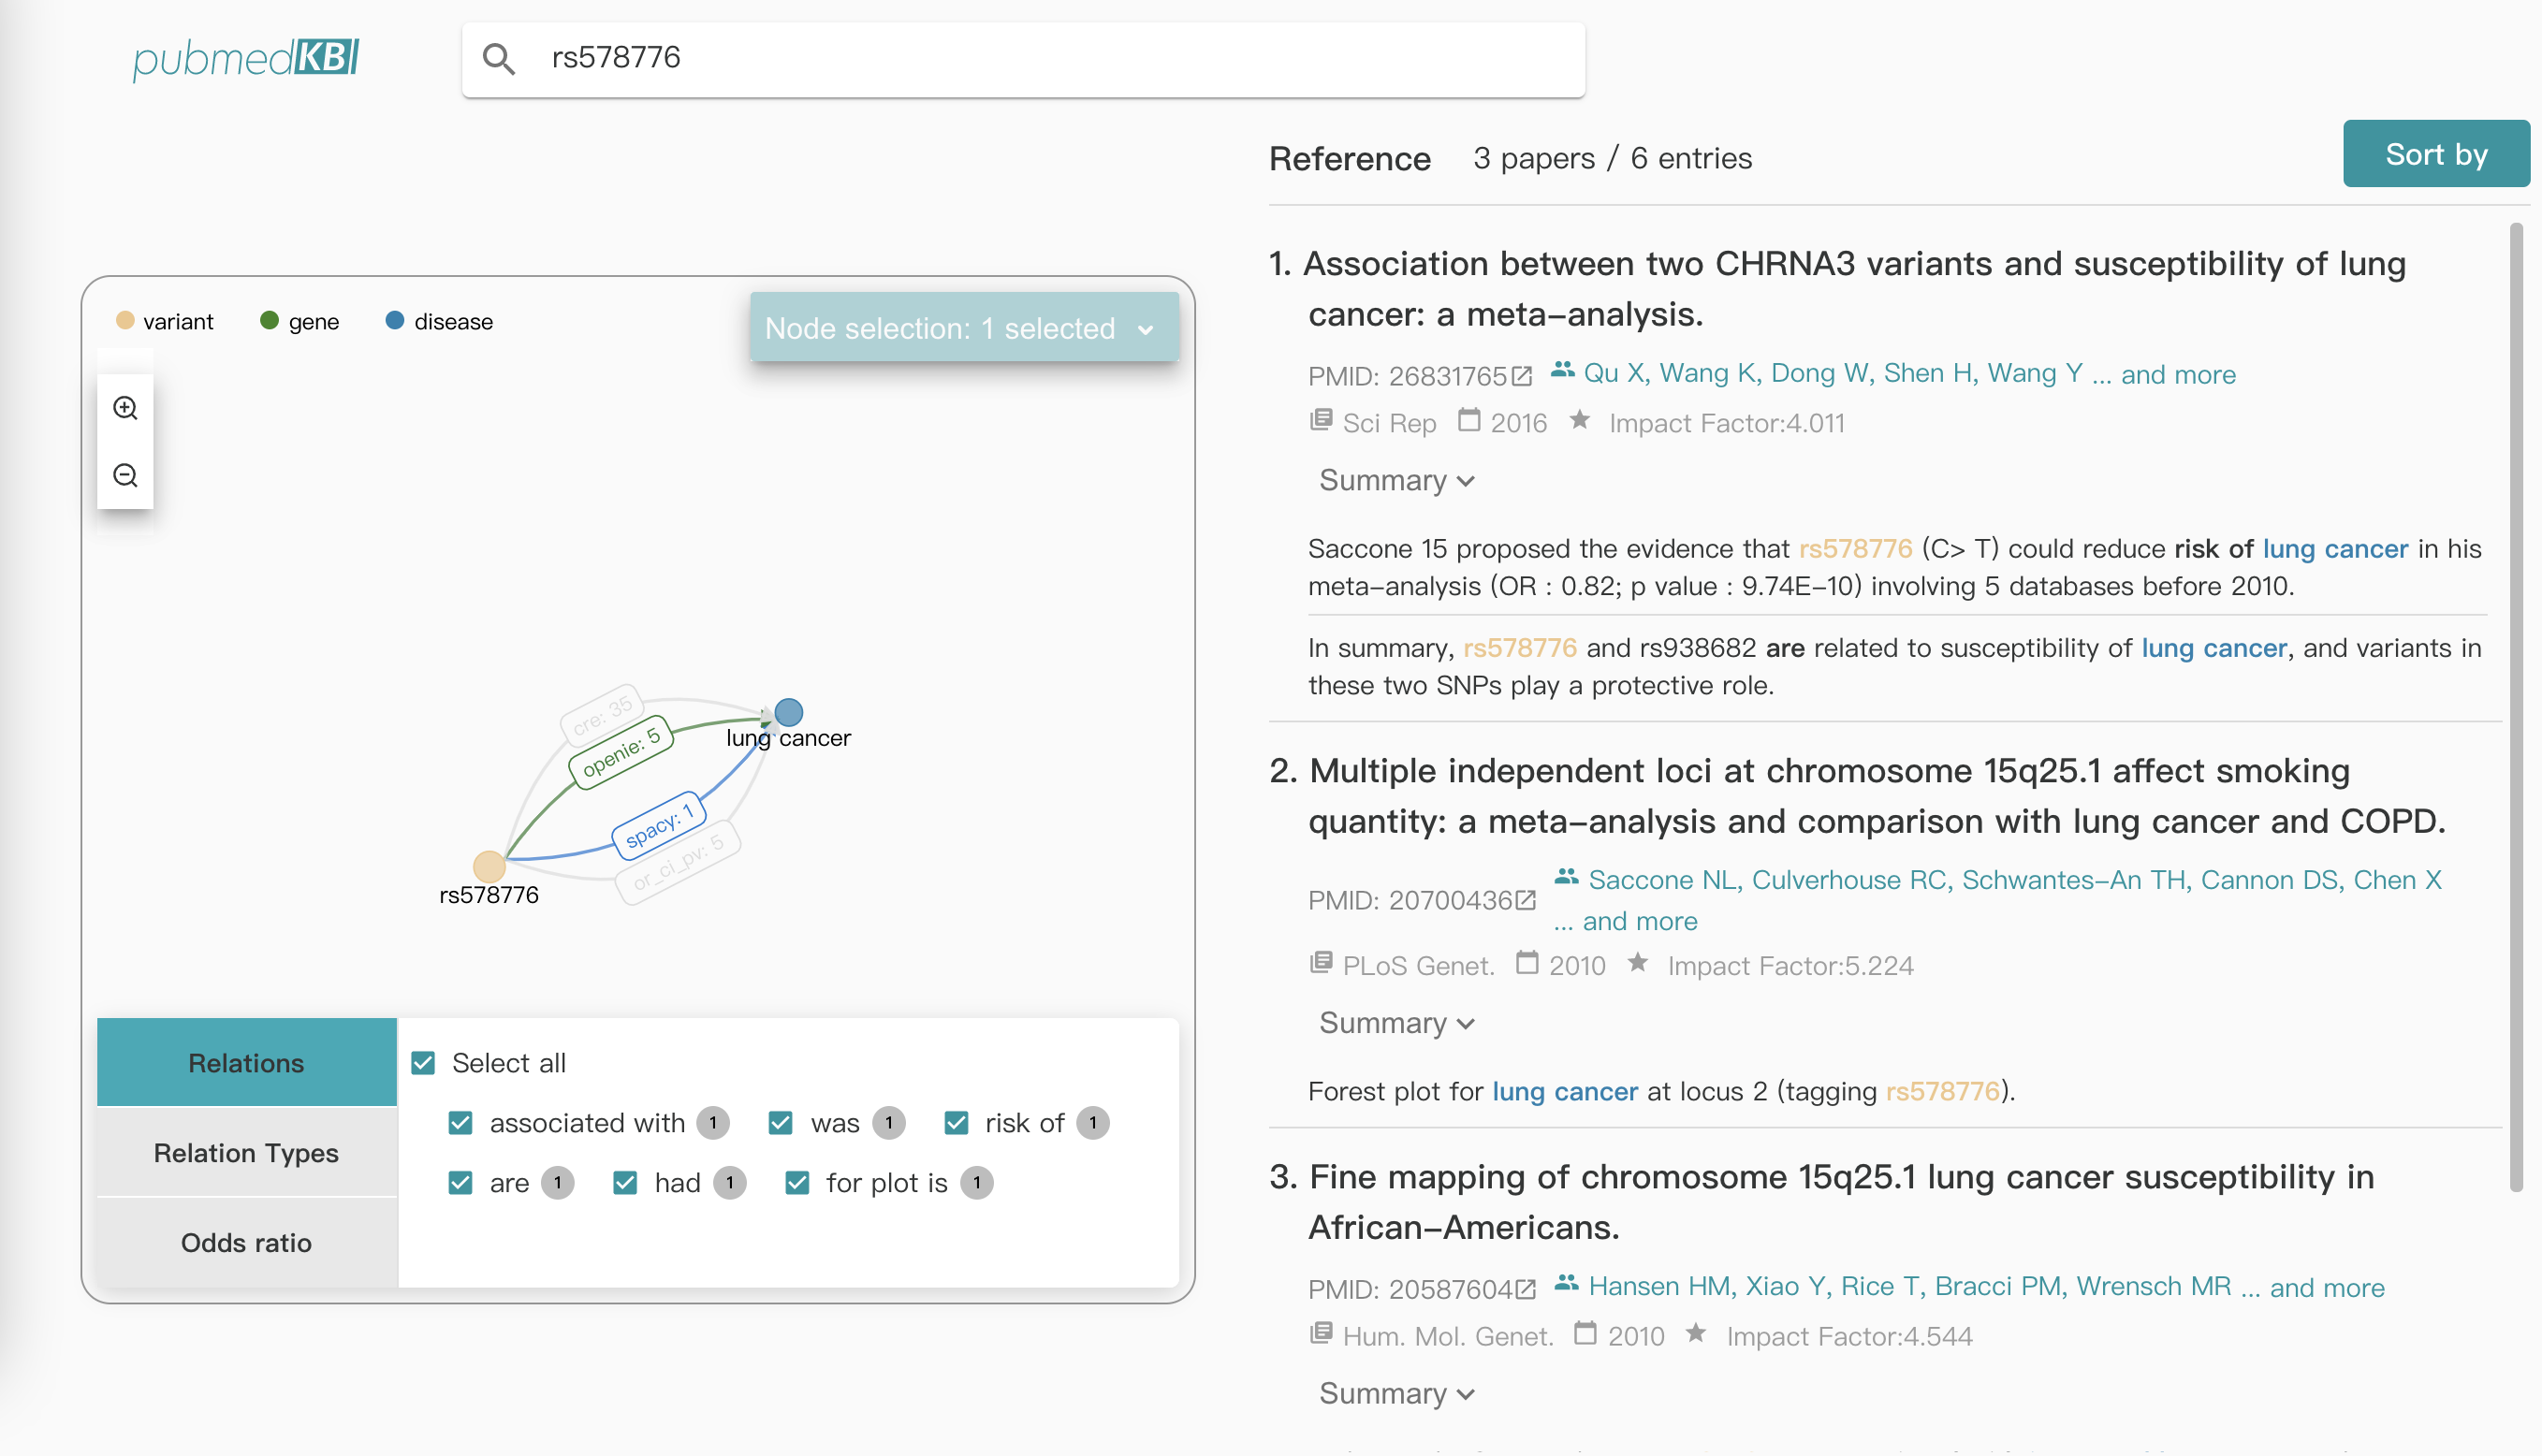 pubmedKB
rs578776
Reference 3 papers / 6 entries
Sort by
variant gene disease
Node selection: 1 selected
cre: 35
openie: 5
lung cancer
spacy: 1
or_ci_pv: 5
rs578776
Relations
Relation Types
Odds ratio
Select all
associated with 1 was 1 risk of 1
are 1 had 1 for plot is 1
1. Association between two CHRNA3 variants and susceptibility of lung
cancer: a meta-analysis.
PMID: 26831765 Qu X, Wang K, Dong W, Shen H, Wang Y ... and more
Sci Rep 2016 Impact Factor:4.011
Summary
Saccone 15 proposed the evidence that rs578776 (C> T) could reduce risk of lung cancer in his
meta-analysis (OR : 0.82; p value : 9.74E-10) involving 5 databases before 2010.
In summary, rs578776 and rs938682 are related to susceptibility of lung cancer, and variants in
these two SNPs play a protective role.
2. Multiple independent loci at chromosome 15q25.1 affect smoking
quantity: a meta-analysis and comparison with lung cancer and COPD.
PMID: 20700436 Saccone NL, Culverhouse RC, Schwantes-An TH, Cannon DS, Chen X
... and more
PLoS Genet. 2010 Impact Factor:5.224
Summary
Forest plot for lung cancer at locus 2 (tagging rs578776).
3. Fine mapping of chromosome 15q25.1 lung cancer susceptibility in
African-Americans.
PMID: 20587604 Hansen HM, Xiao Y, Rice T, Bracci PM, Wrensch MR ... and more
Hum. Mol. Genet. 2010 Impact Factor:4.544
Summary